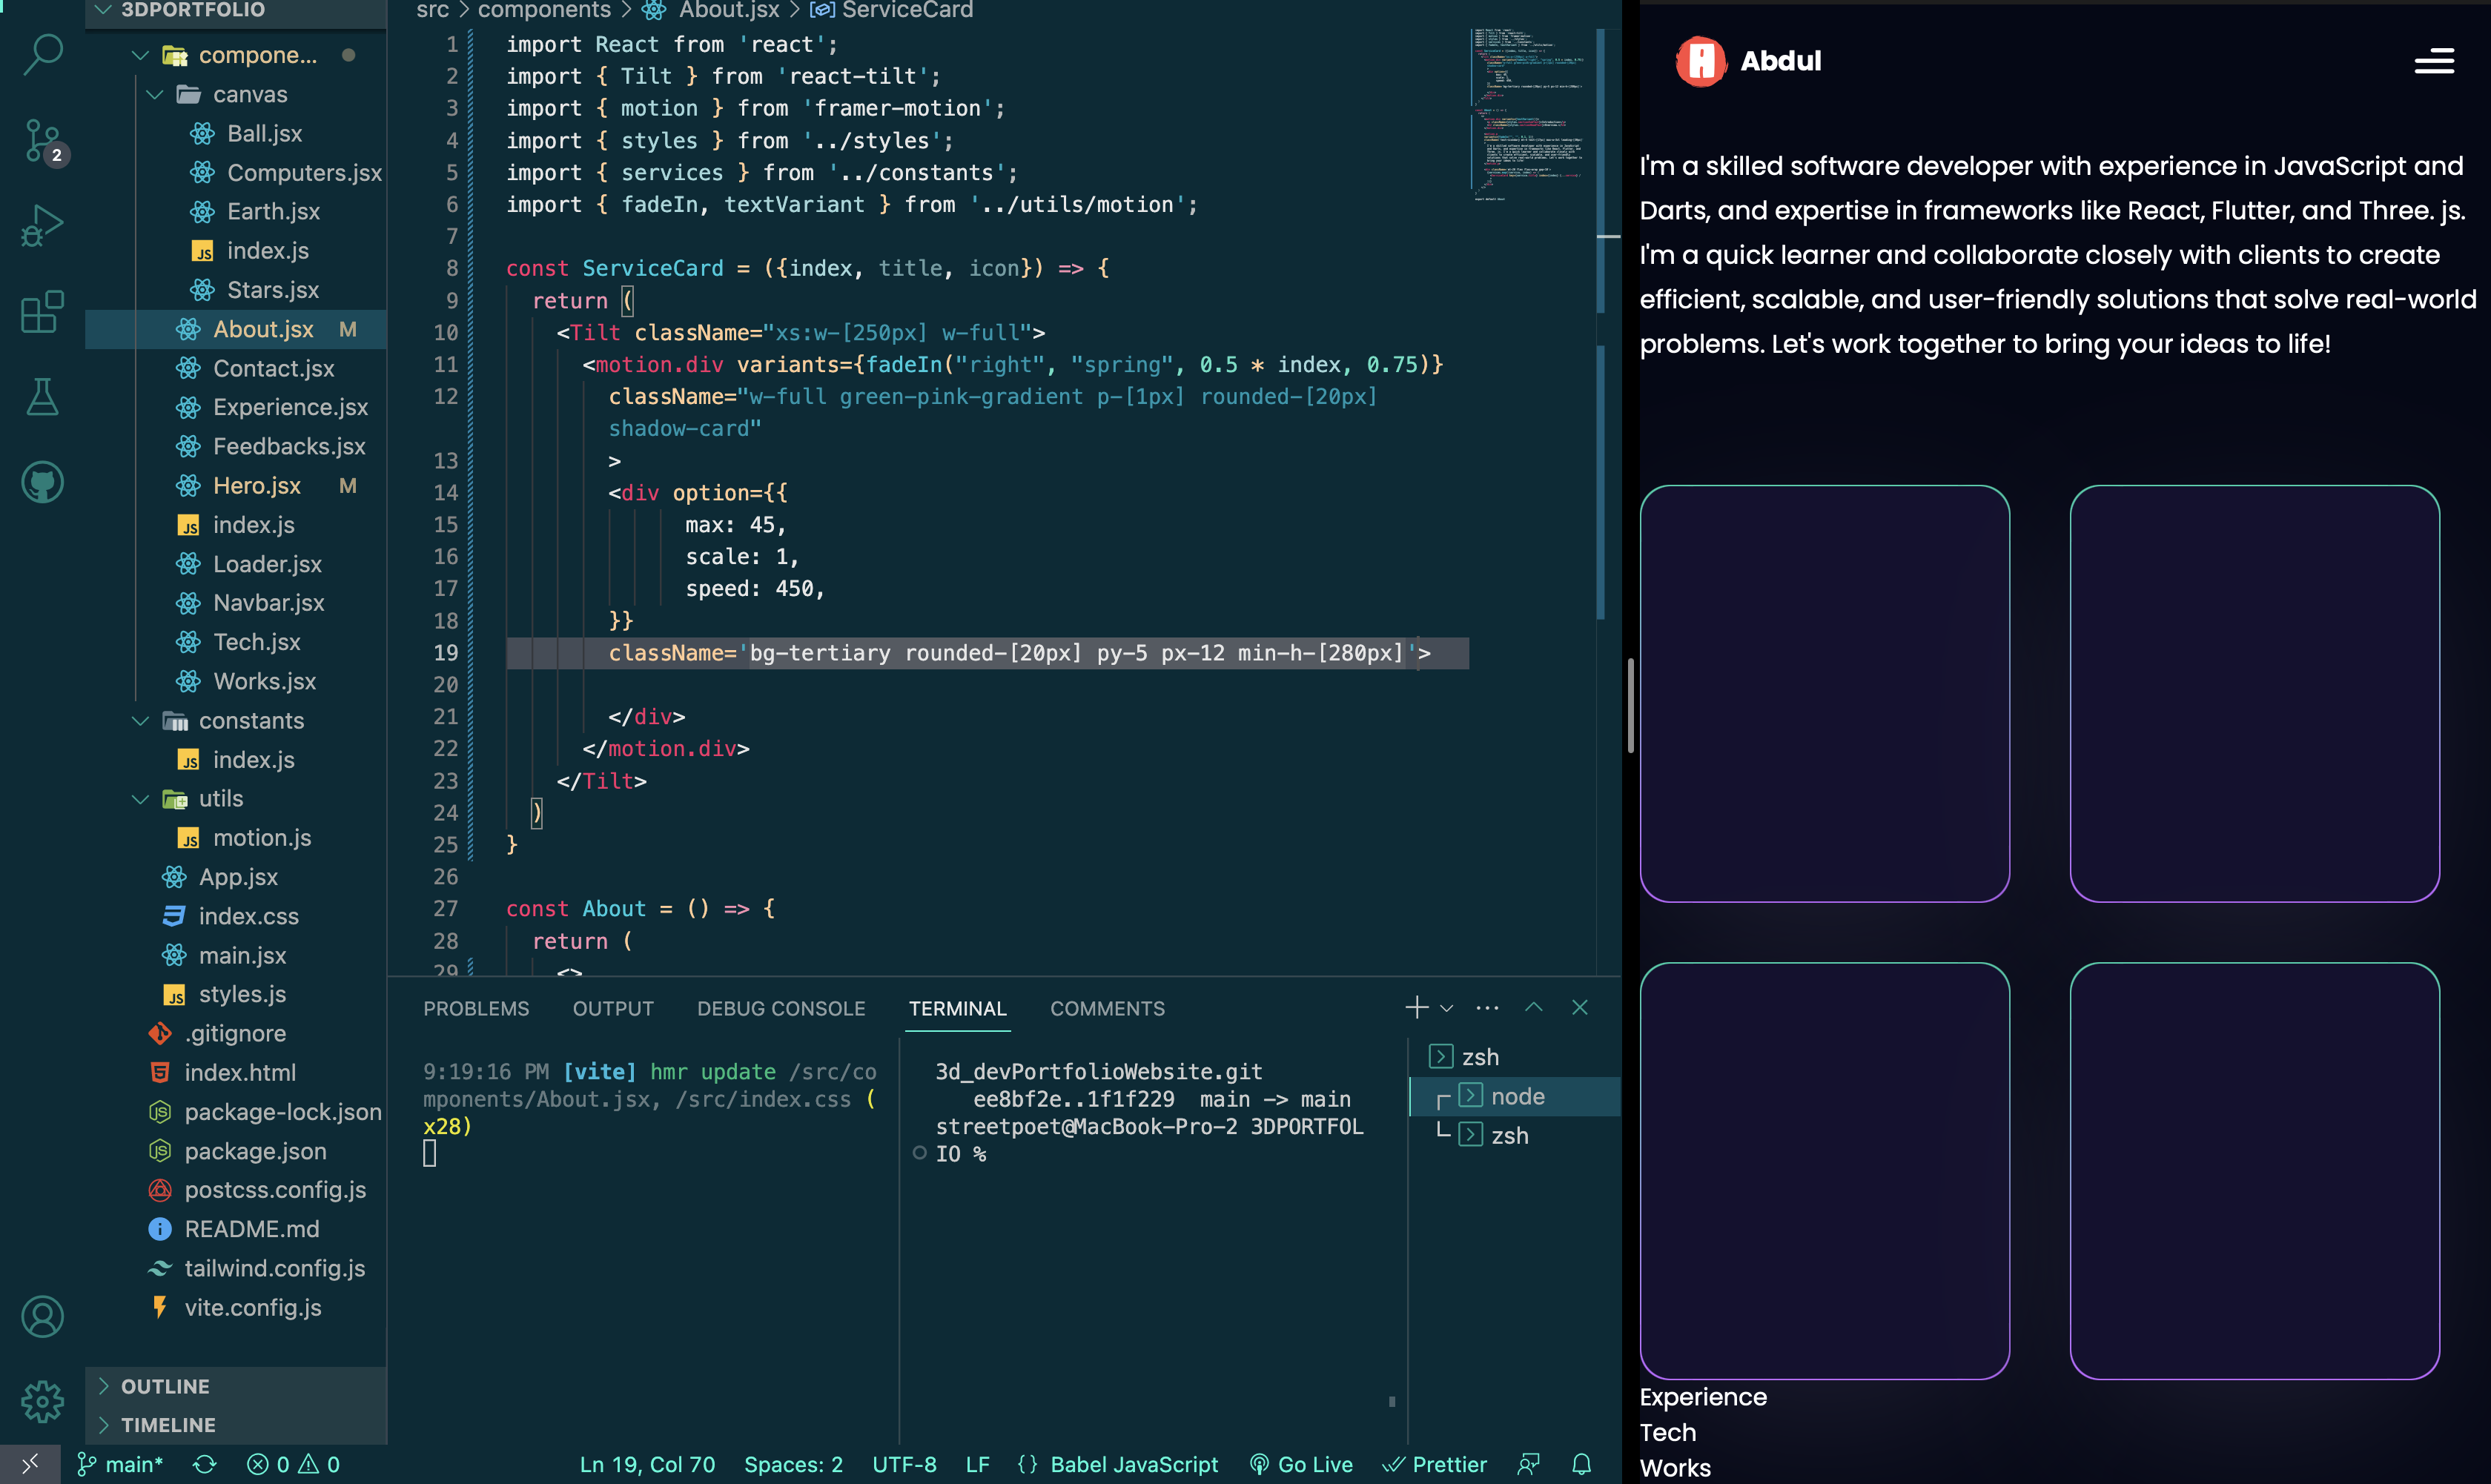 3DPORTFOLIO
compone...
canvas
Ball.jsx
Computers.jsx
Earth.jsx
index.js
Stars.jsx
About.jsx M
Contact.jsx
Experience.jsx
Feedbacks.jsx
Hero.jsx M
index.js
Loader.jsx
Navbar.jsx
Tech.jsx
Works.jsx
constants
index.js
utils
motion.js
App.jsx
index.css
main.jsx
styles.js
.gitignore
index.html
package-lock.json
package.json
postcss.config.js
README.md
tailwind.config.js
vite.config.js
OUTLINE
TIMELINE
2
src > components > About.jsx > ServiceCard
1 import React from 'react';
2 import { Tilt } from 'react-tilt';
3 import { motion } from 'framer-motion';
4 import { styles } from '../styles';
5 import { services } from '../constants';
6 import { fadeIn, textVariant } from '../utils/motion';
7
8 const ServiceCard = ({index, title, icon}) => {
9 return (
10 <Tilt className="xs:w-[250px] w-full">
11 <motion.div variants={fadeIn("right", "spring", 0.5 * index, 0.75)}
12 className="w-full green-pink-gradient p-[1px] rounded-[20px]
shadow-card"
13 >
14 <div option={{
15 max: 45,
16 scale: 1,
17 speed: 450,
18 }}
19 className='bg-tertiary rounded-[20px] py-5 px-12 min-h-[280px]'>
20
21 </div>
22 </motion.div>
23 </Tilt>
24 )
25 }
26
27 const About = () => {
28 return (
29 <>
PROBLEMS OUTPUT DEBUG CONSOLE TERMINAL COMMENTS
9:19:16 PM [vite] hmr update /src/co
mponents/About.jsx, /src/index.css (
x28)
3d_devPortfolioWebsite.git
ee8bf2e..1f1f229 main -> main
streetpoet@MacBook-Pro-2 3DPORTFOL
IO %
zsh
node
zsh
main* 0 0 Ln 19, Col 70 Spaces: 2 UTF-8 LF {} Babel JavaScript Go Live Prettier
Abdul
I'm a skilled software developer with experience in JavaScript and
Darts, and expertise in frameworks like React, Flutter, and Three. js.
I'm a quick learner and collaborate closely with clients to create
efficient, scalable, and user-friendly solutions that solve real-world
problems. Let's work together to bring your ideas to life!
Experience
Tech
Works